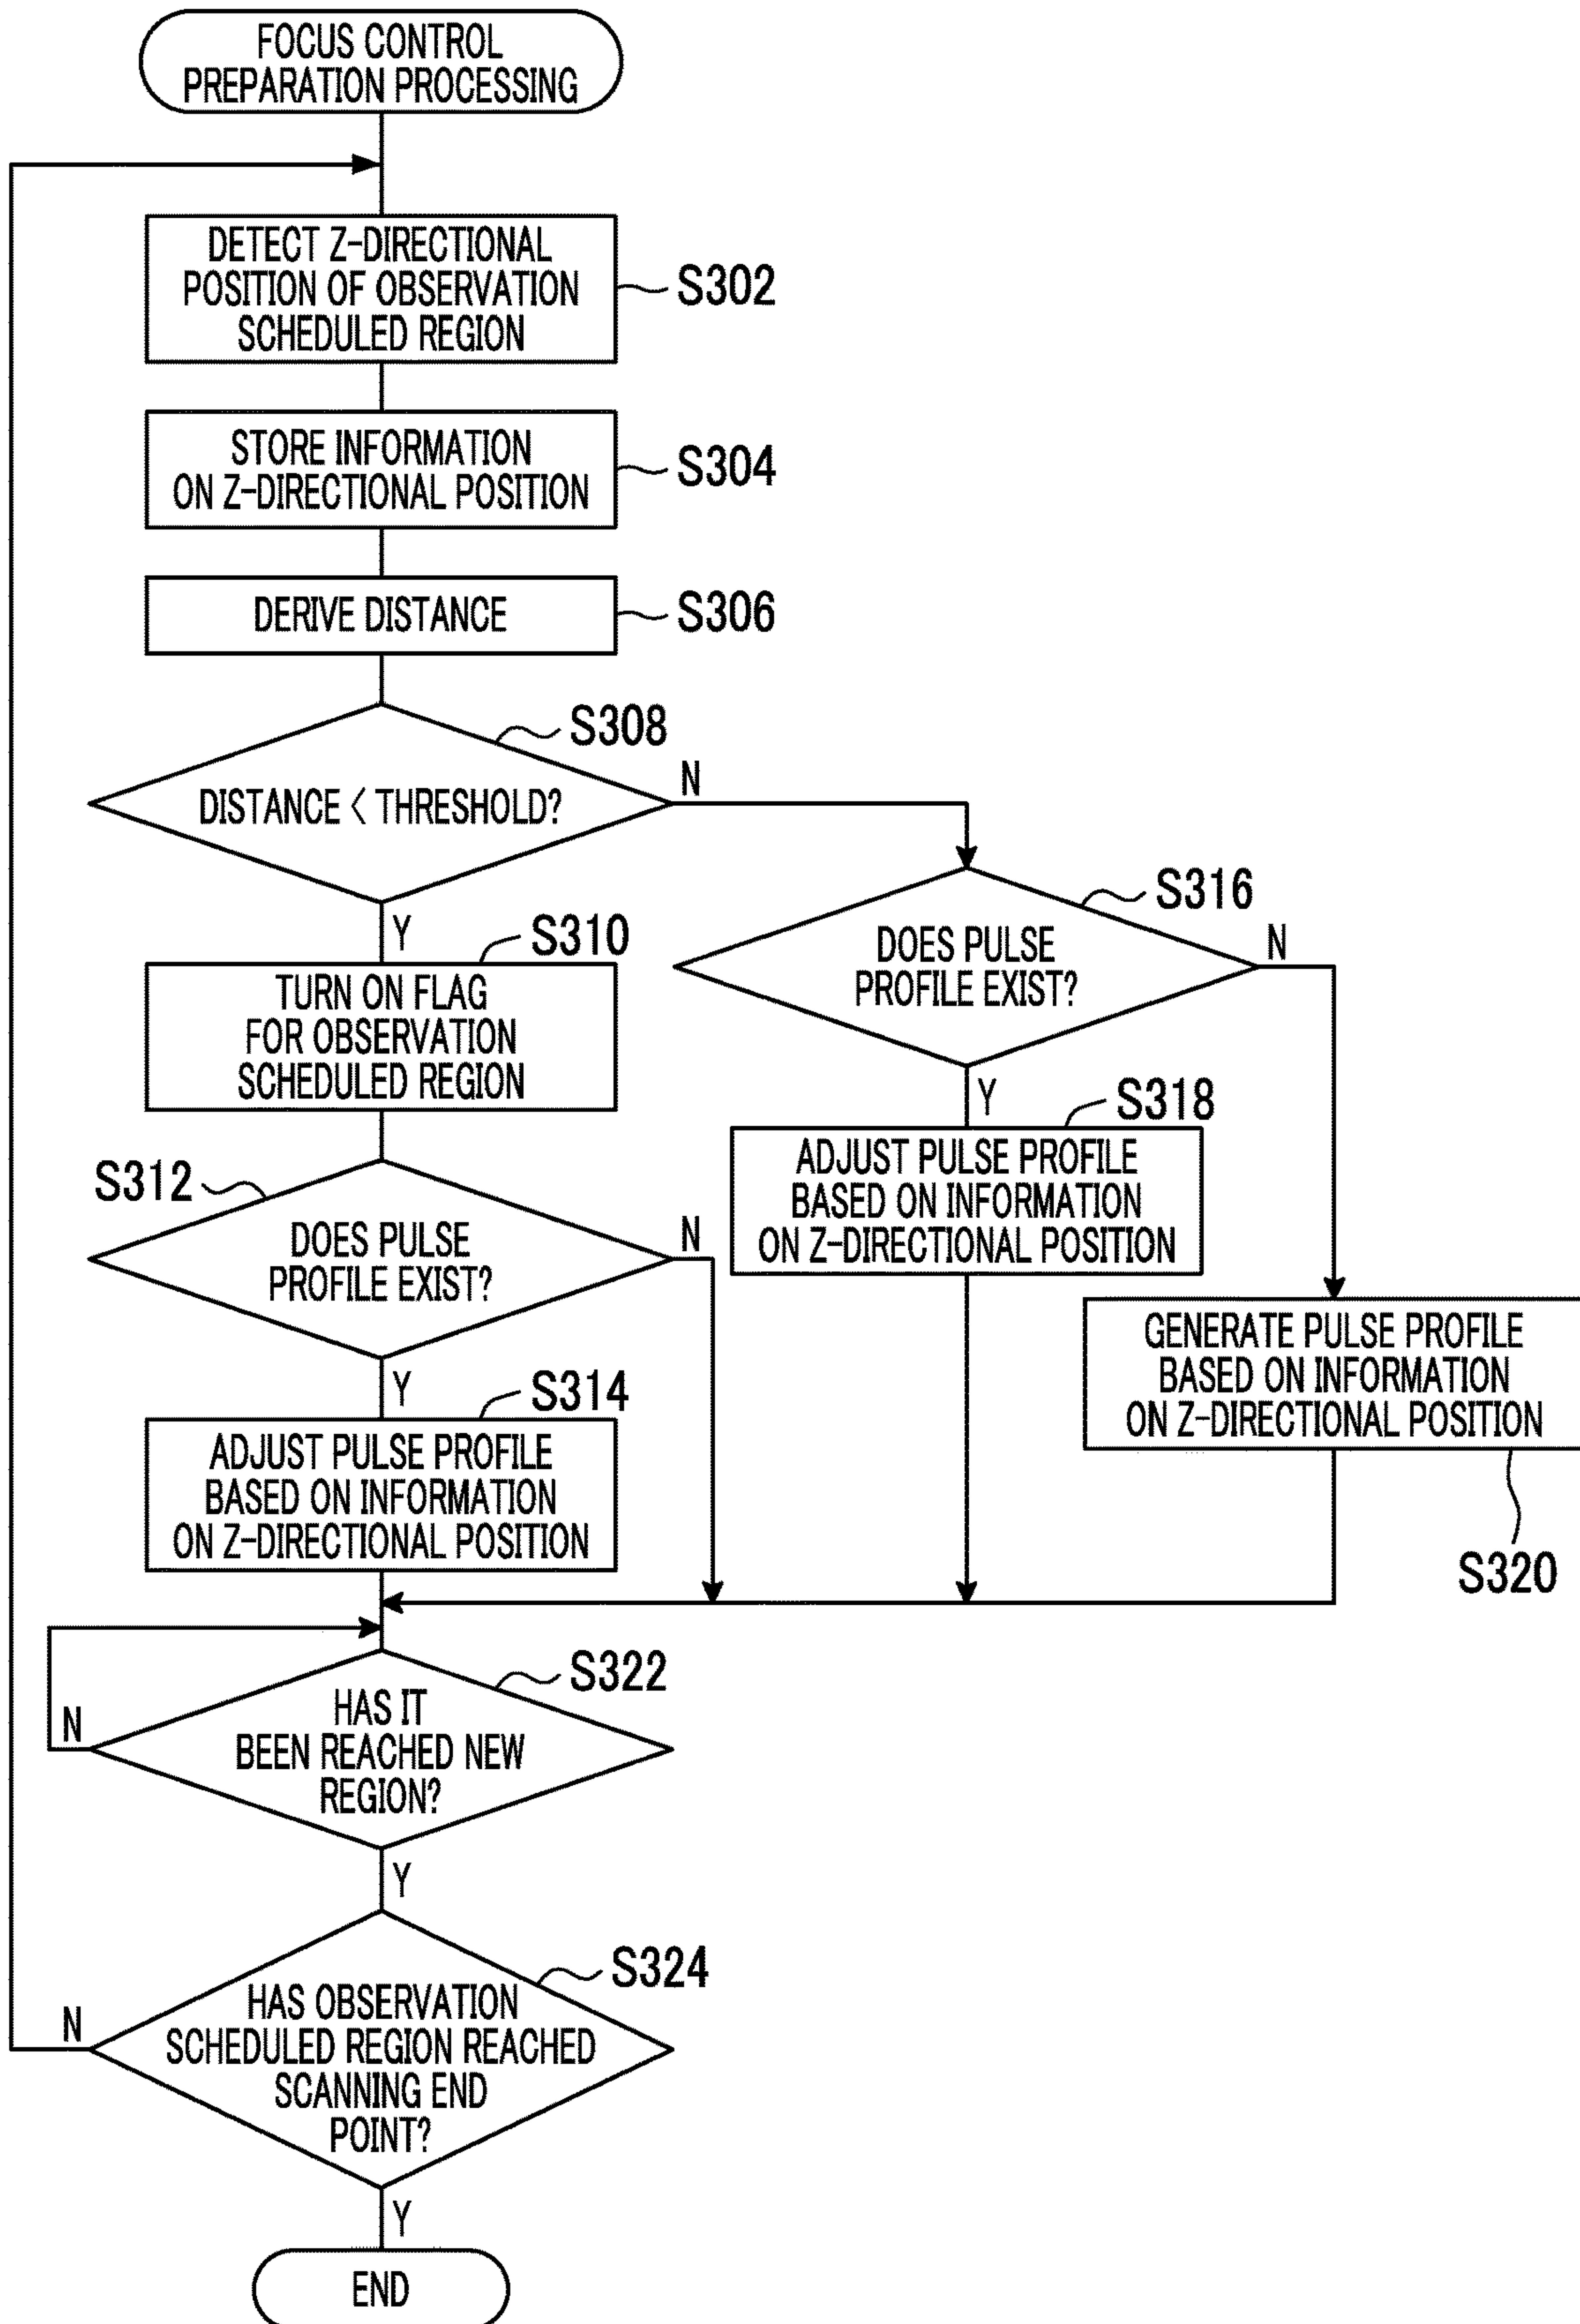 FOCUS CONTROL
PREPARATION PROCESSING
DETECT Z-DIRECTIONAL
POSITION OF OBSERVATION
SCHEDULED REGION
S302
STORE INFORMATION
ON Z-DIRECTIONAL POSITION
S304
DERIVE DISTANCE
S306
S308
DISTANCE < THRESHOLD?
N
Y
S310
TURN ON FLAG
FOR OBSERVATION
SCHEDULED REGION
S316
DOES PULSE
PROFILE EXIST?
N
Y
S318
ADJUST PULSE PROFILE
BASED ON INFORMATION
ON Z-DIRECTIONAL POSITION
S312
DOES PULSE
PROFILE EXIST?
N
Y
S314
ADJUST PULSE PROFILE
BASED ON INFORMATION
ON Z-DIRECTIONAL POSITION
GENERATE PULSE PROFILE
BASED ON INFORMATION
ON Z-DIRECTIONAL POSITION
S320
S322
HAS IT
BEEN REACHED NEW
REGION?
N
Y
S324
HAS OBSERVATION
SCHEDULED REGION REACHED
SCANNING END
POINT?
N
Y
END